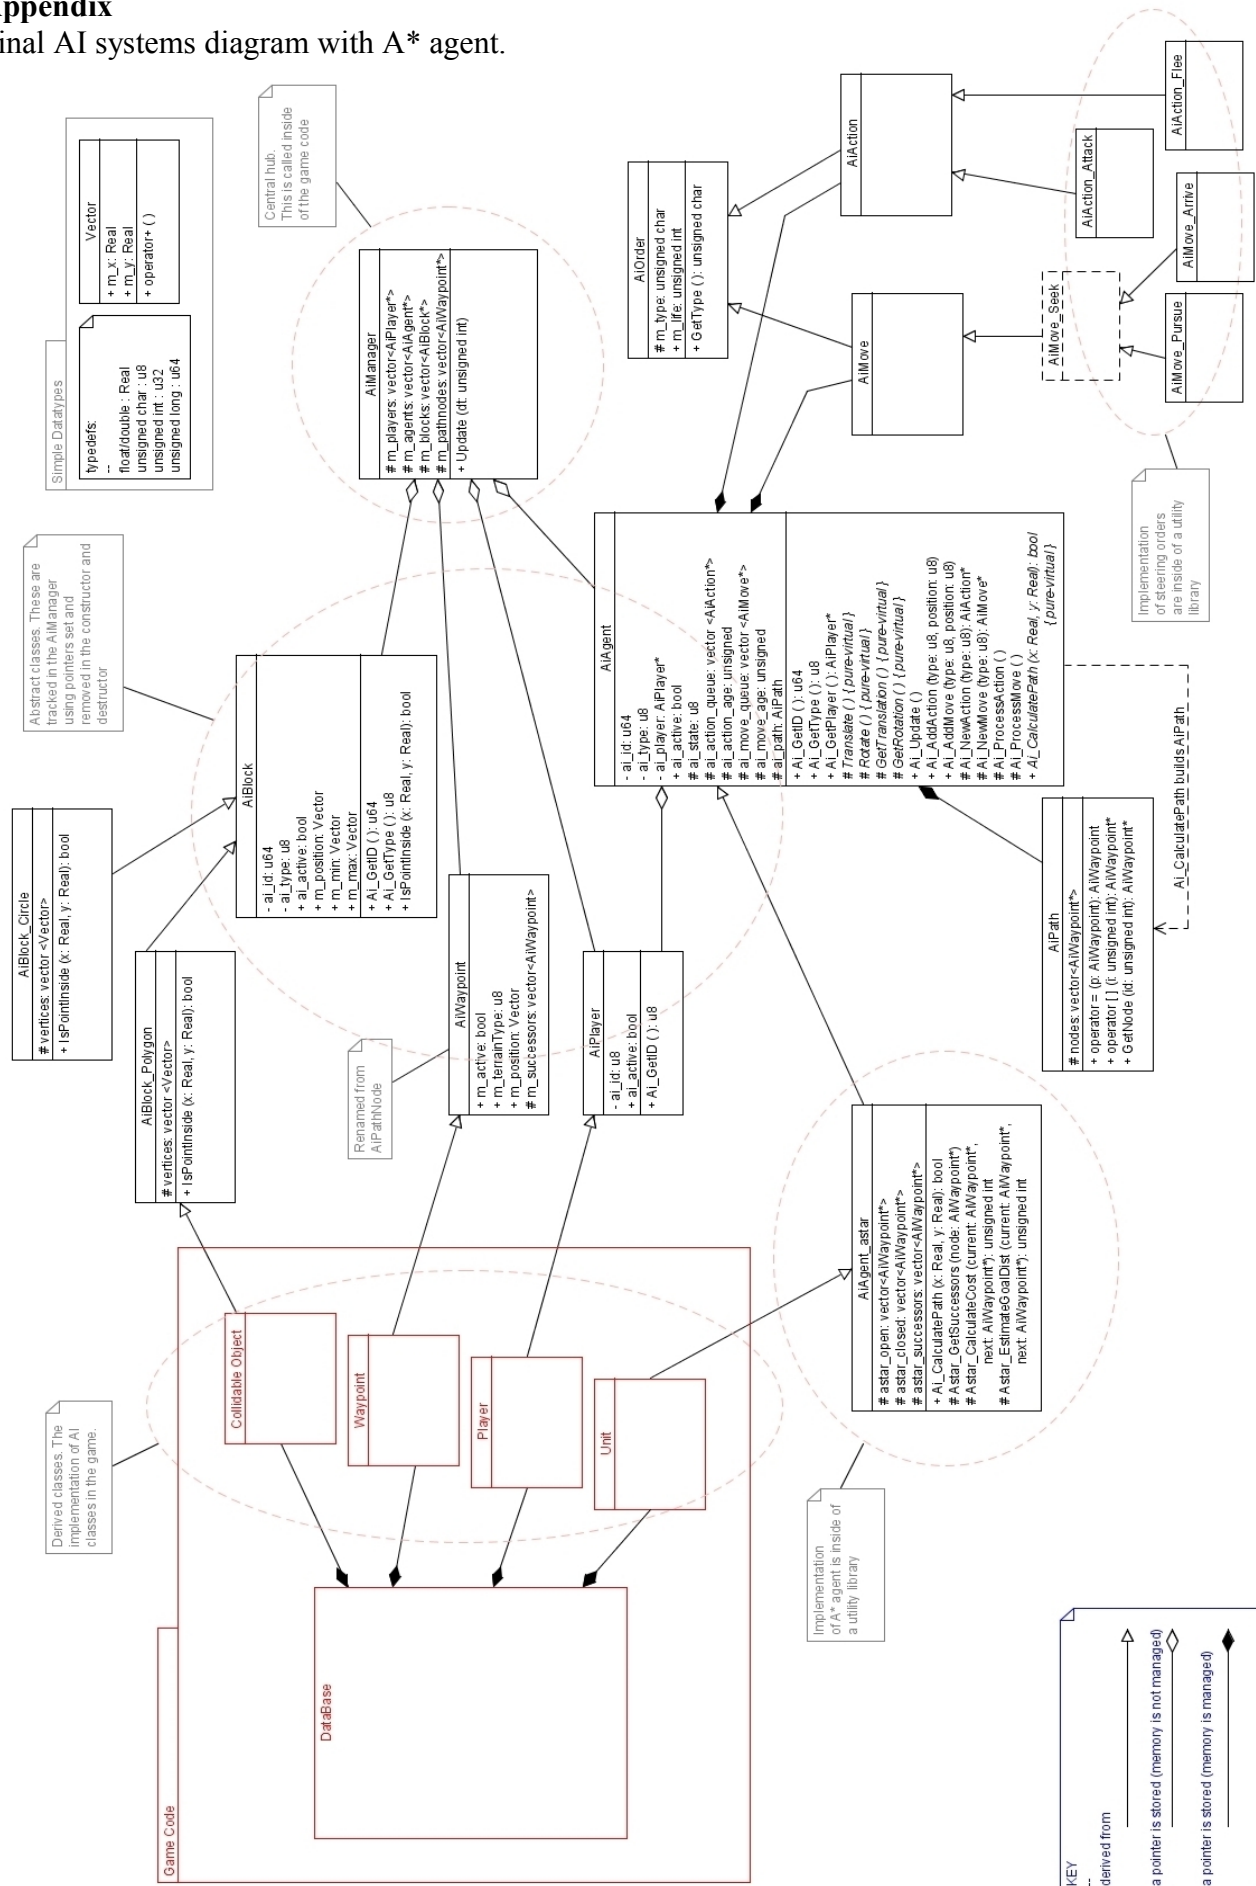 ppendix
inal AI systems diagram with A* agent.
Simple Datatypes
typedefs:
--
float/double : Real
unsigned char : u8
unsigned int : u32
unsigned long : u64
Vector
+ m_x: Real
+ m_y: Real
+ operator+ ( )
Central hub.
This is called inside
of the game code
AiManager
# m_players: vector<AiPlayer*>
# m_agents: vector<AiAgent*>
# m_blocks: vector<AiBlock*>
# m_pathnodes: vector<AiWaypoint*>
+ Update (dt: unsigned int)
AiOrder
# m_type: unsigned char
+ m_life: unsigned int
+ GetType ( ): unsigned char
AiAction
AiMove
AiAction_Flee
AiAction_Attack
AiMove_Arrive
AiMove_Seek
AiMove_Pursue
Implementation
of steering orders
are inside of a utility
library
Abstract classes. These are
tracked in the AiManager
using pointers set and
removed in the constructor and
destructor
AiBlock_Circle
# vertices: vector <Vector>
+ IsPointInside (x: Real, y: Real): bool
AiBlock_Polygon
# vertices: vector <Vector>
+ IsPointInside (x: Real, y: Real): bool
AiBlock
- ai_id: u64
- ai_type: u8
+ ai_active: bool
+ m_position: Vector
+ m_min: Vector
+ m_max: Vector
+ Ai_GetID ( ): u64
+ Ai_GetType ( ): u8
+ IsPointInside (x: Real, y: Real): bool
Renamed from
AiPathNode
AiWaypoint
+ m_active: bool
+ m_terrainType: u8
+ m_position: Vector
# m_successors: vector<AiWaypoint*>
AiPlayer
- ai_id: u8
+ ai_active: bool
+ Ai_GetID ( ): u8
AiAgent
- ai_id: u64
- ai_type: u8
- ai_player: AiPlayer*
+ ai_active: bool
# ai_state: u8
# ai_action_queue: vector <AiAction*>
# ai_action_age: unsigned
# ai_move_queue: vector <AiMove*>
# ai_move_age: unsigned
# ai_path: AiPath
+ Ai_GetID ( ): u64
+ Ai_GetType ( ): u8
+ Ai_GetPlayer ( ): AiPlayer*
# Translate ( ) {pure-virtual}
# Rotate ( ) {pure-virtual}
# GetTranslation ( ) {pure-virtual}
# GetRotation ( ) {pure-virtual}
+ Ai_Update ( )
+ Ai_AddAction (type: u8, position: u8)
+ Ai_AddMove (type: u8, position: u8)
# Ai_NewAction (type: u8): AiAction*
# Ai_NewMove (type: u8): AiMove*
# Ai_ProcessAction ( )
# Ai_ProcessMove ( )
+ Ai_CalculatePath (x: Real, y: Real): bool
{pure-virtual}
Ai_CalculatePath builds AiPath
AiPath
# nodes: vector<AiWaypoint*>
+ operator = (p: AiWaypoint): AiWaypoint
+ operator [ ] (i: unsigned int): AiWaypoint*
+ GetNode (id: unsigned int): AiWaypoint*
AiAgent_astar
# astar_open: vector<AiWaypoint*>
# astar_closed: vector<AiWaypoint*>
# astar_successors: vector<AiWaypoint*>
+ Ai_CalculatePath (x: Real, y: Real): bool
# Astar_GetSuccessors (node: AiWaypoint*)
# Astar_CalculateCost (current: AiWaypoint*,
next: AiWaypoint*): unsigned int
# Astar_EstimateGoalDist (current: AiWaypoint*,
next: AiWaypoint*): unsigned int
Implementation
of A* agent is inside of
a utility library
Derived classes. The
implementation of AI
classes in the game.
Game Code
DataBase
Collidable Object
Waypoint
Player
Unit
KEY
--
derived from
a pointer is stored (memory is not managed)
a pointer is stored (memory is managed)